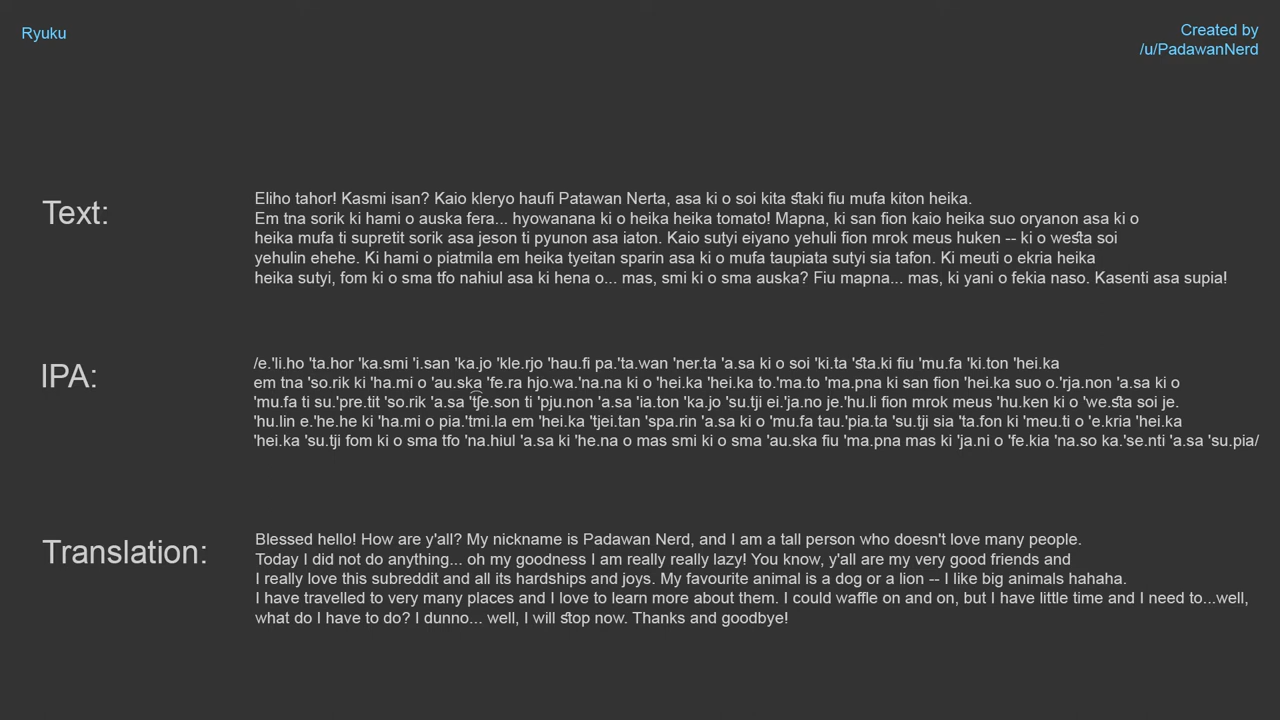 Ryuku
Created by
/u/PadawanNerd
Text:
Eliho tahor! Kasmi isan? Kaio kleryo haufi Patawan Nerta, asa ki o soi kita staki fiu mufa kiton heika.
Em tna sorik ki hami o auska fera... hyowanana ki o heika heika tomato! Mapna, ki san fion kaio heika suo oryanon asa ki o
heika mufa ti supretit sorik asa jeson ti pyunon asa iaton. Kaio sutyi eiyano yehuli fion mrok meus huken -- ki o westa soi
yehulin ehehe. Ki hami o piatmila em heika tyeitan sparin asa ki o mufa taupiata sutyi sia tafon. Ki meuti o ekria heika
heika sutyi, fom ki o sma tfo nahiul asa ki hena o... mas, smi ki o sma auska? Fiu mapna... mas, ki yani o fekia naso. Kasenti asa supia!
IPA:
/e.'li.ho 'ta.hor 'ka.smi 'i.san 'ka.jo 'kle.rjo 'hau.fi pa.'ta.wan 'ner.ta 'a.sa ki o soi 'ki.ta 'sta.ki fiu 'mu.fa 'ki.ton 'hei.ka
em tna 'so.rik ki 'ha.mi o 'au.ska 'fe.ra hjo.wa.'na.na ki o 'hei.ka 'hei.ka to.'ma.to 'ma.pna ki san fion 'hei.ka suo o.'rja.non 'a.sa ki o
'mu.fa ti su.'pre.tit 'so.rik 'a.sa 't͡ʃe.son ti 'pju.non 'a.sa 'ia.ton 'ka.jo 'su.tji ei.'ja.no je.'hu.li fion mrok meus 'hu.ken ki o 'we.sta soi je.
'hu.lin e.'he.he ki 'ha.mi o pia.'tmi.la em 'hei.ka 'tjei.tan 'spa.rin 'a.sa ki o 'mu.fa tau.'pia.ta 'su.tji sia 'ta.fon ki 'meu.ti o 'e.kria 'hei.ka
'hei.ka 'su.tji fom ki o sma tfo 'na.hiul 'a.sa ki 'he.na o mas smi ki o sma 'au.ska fiu 'ma.pna mas ki 'ja.ni o 'fe.kia 'na.so ka.'se.nti 'a.sa 'su.pia/
Translation:
Blessed hello! How are y'all? My nickname is Padawan Nerd, and I am a tall person who doesn't love many people.
Today I did not do anything... oh my goodness I am really really lazy! You know, y'all are my very good friends and
I really love this subreddit and all its hardships and joys. My favourite animal is a dog or a lion -- I like big animals hahaha.
I have travelled to very many places and I love to learn more about them. I could waffle on and on, but I have little time and I need to...well,
what do I have to do? I dunno... well, I will stop now. Thanks and goodbye!